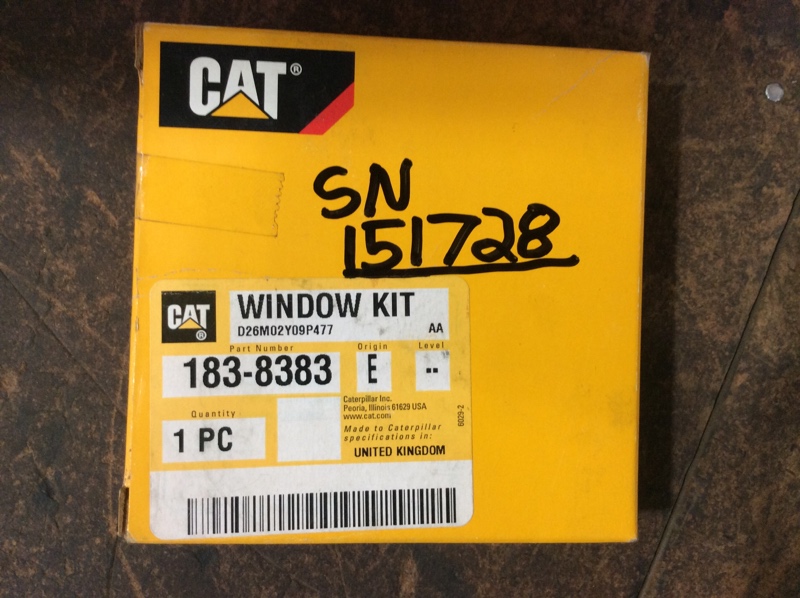 CAT®
SN
151728
CAT®
WINDOW KIT
D26M02Y09P477 AA
Part Number Origin Level
183-8383 E --
Caterpillar Inc.
Peoria, Illinois 61629 USA
www.cat.com
6029-2
Quantity
1 PC
Made to Caterpillar
specifications in:
UNITED KINGDOM